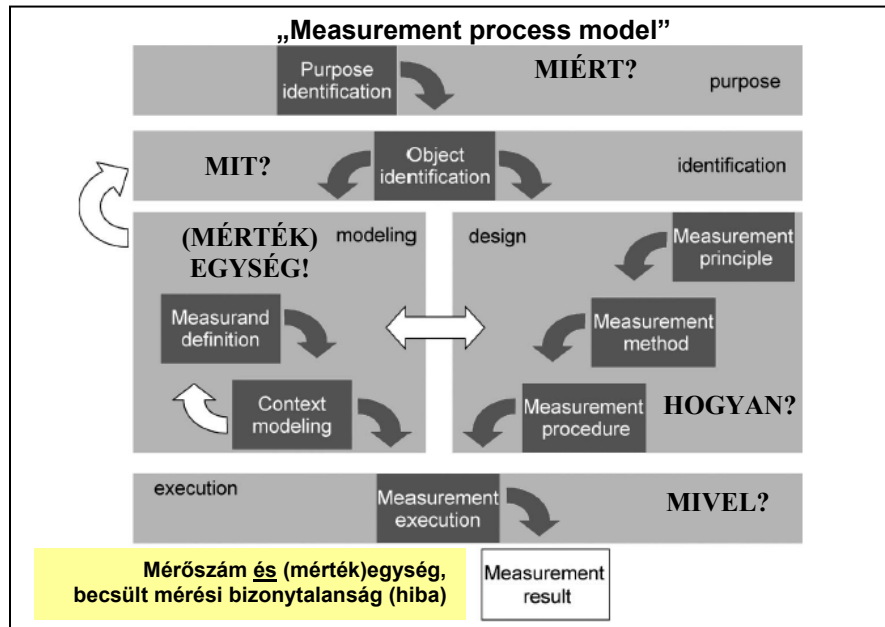 „Measurement process model”
Purpose
identification
MIÉRT?
purpose
MIT?
Object
identification
identification
(MÉRTÉK)
EGYSÉG!
modeling
Measurand
definition
Context
modeling
design
Measurement
principle
Measurement
method
Measurement
procedure
HOGYAN?
execution
Measurement
execution
MIVEL?
Mérőszám és (mérték)egység,
becsült mérési bizonytalanság (hiba)
Measurement
result